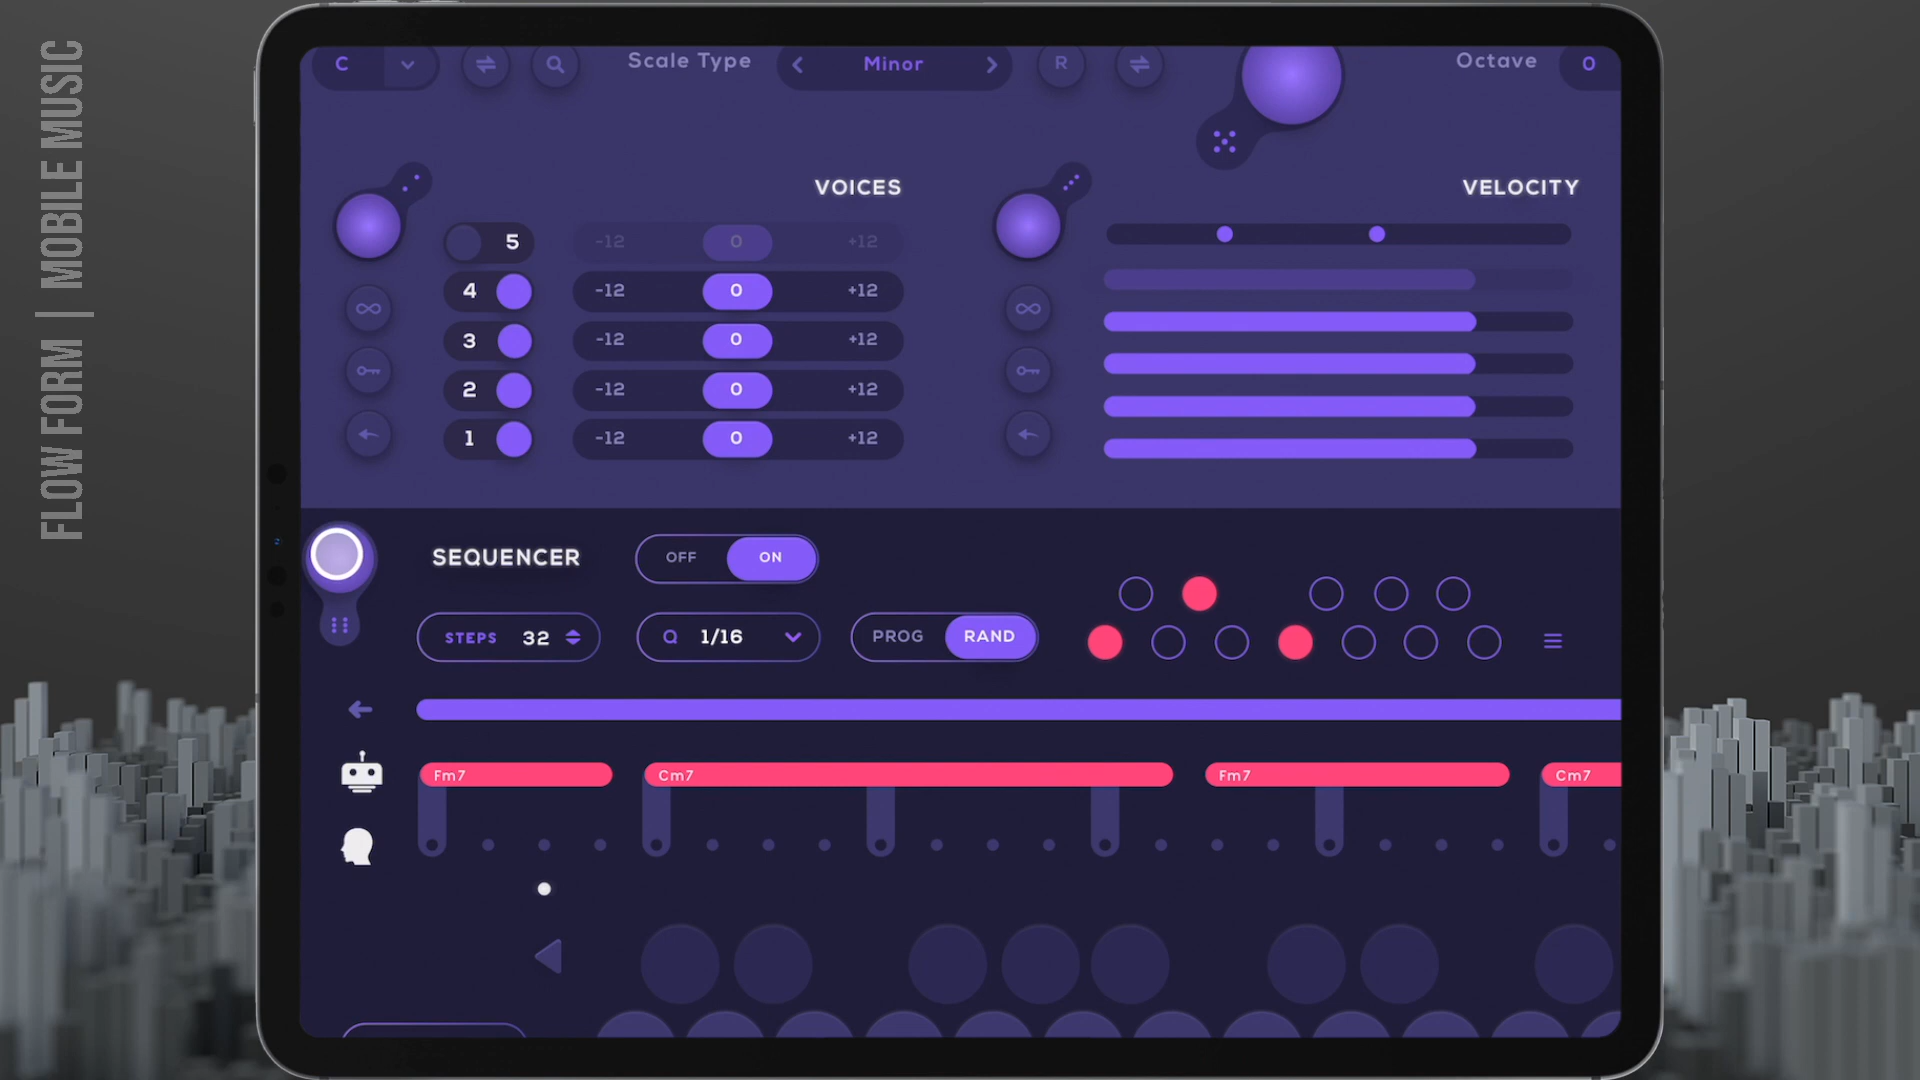 FLOW FORM | MOBILE MUSIC
C
Scale Type
Minor
R
Octave
0
VOICES
VELOCITY
5 -12 0 +12
4 -12 0 +12
3 -12 0 +12
2 -12 0 +12
1 -12 0 +12
SEQUENCER
OFF ON
STEPS 32
Q 1/16
PROG RAND
Fm7
Cm7
Fm7
Cm7